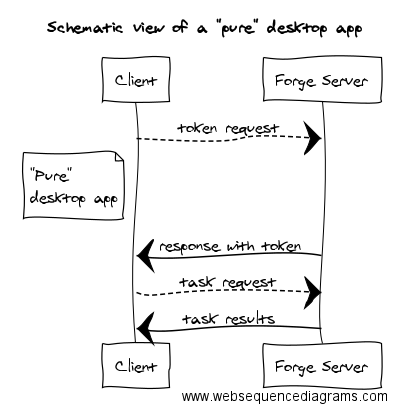 Schematic view of a "pure" desktop app
Client
Forge Server
token request
"Pure"
desktop app
response with token
task request
task results
Client
Forge Server
www.websequencediagrams.com